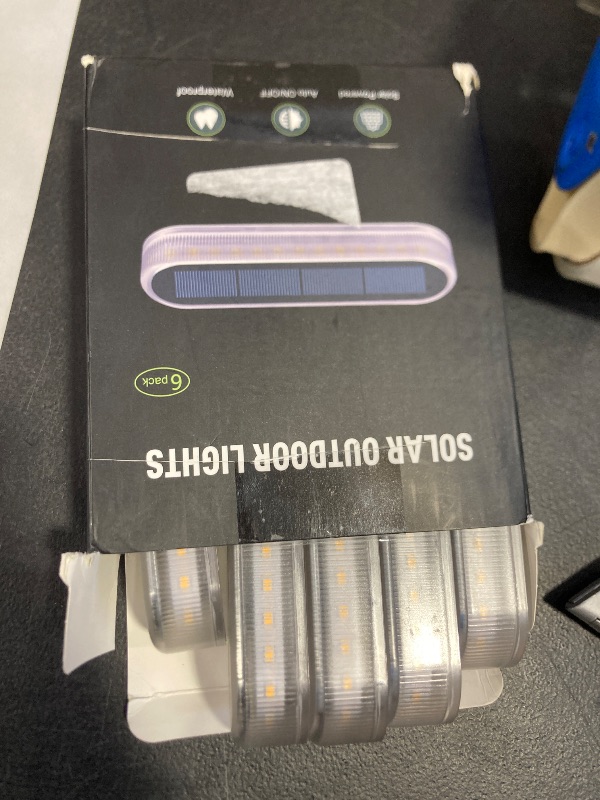 SOLAR OUTDOOR LIGHTS
6 pack
Solar Powered
Auto ON/OFF
Waterproof